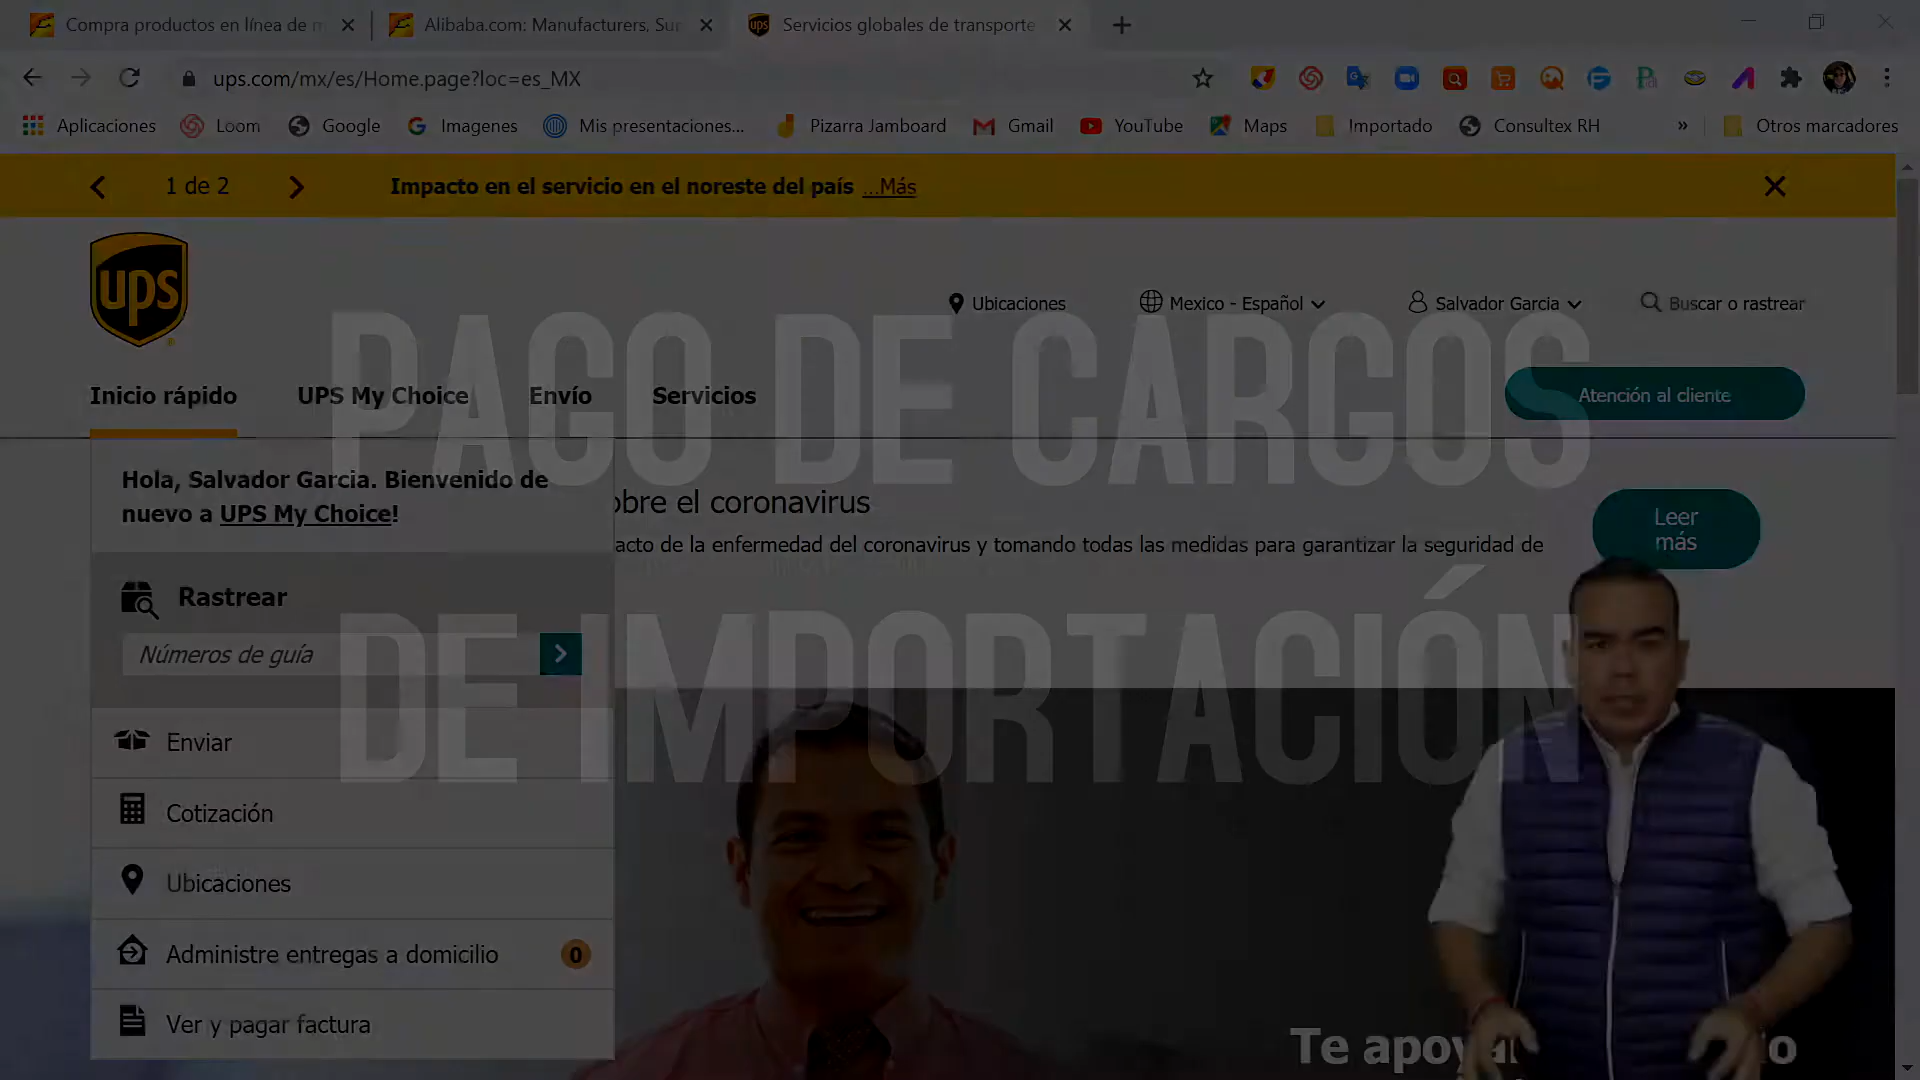 Compra productos en línea de m
Alibaba.com: Manufacturers, Sup
Servicios globales de transporte
ups.com/mx/es/Home.page?loc=es_MX
Aplicaciones
Loom
Google
Imagenes
Mis presentaciones...
Pizarra Jamboard
Gmail
YouTube
Maps
Importado
Consultex RH
»
Otros marcadores
1 de 2
Impacto en el servicio en el noreste del país ...Más
ups
Ubicaciones
Mexico - Español
Salvador Garcia
Buscar o rastrear
PAGO DE CARGOS
DE IMPORTACIÓN
Inicio rápido
UPS My Choice
Envío
Servicios
Atención al cliente
Hola, Salvador Garcia. Bienvenido de
nuevo a UPS My Choice!
obre el coronavirus
acto de la enfermedad del coronavirus y tomando todas las medidas para garantizar la seguridad de
Leer
más
Rastrear
Números de guía
Enviar
Cotización
Ubicaciones
Administre entregas a domicilio
0
Ver y pagar factura
Te apoy